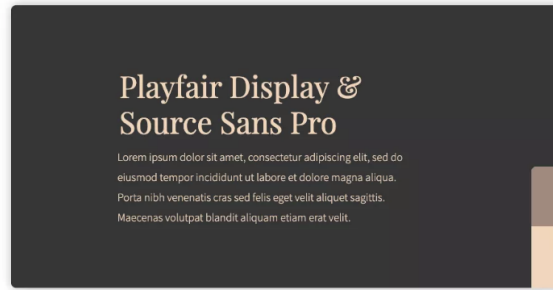 Playfair Display &
Source Sans Pro
Lorem ipsum dolor sit amet, consectetur adipiscing elit, sed do
eiusmod tempor incididunt ut labore et dolore magna aliqua.
Porta nibh venenatis cras sed felis eget velit aliquet sagittis.
Maecenas volutpat blandit aliquam etiam erat velit.